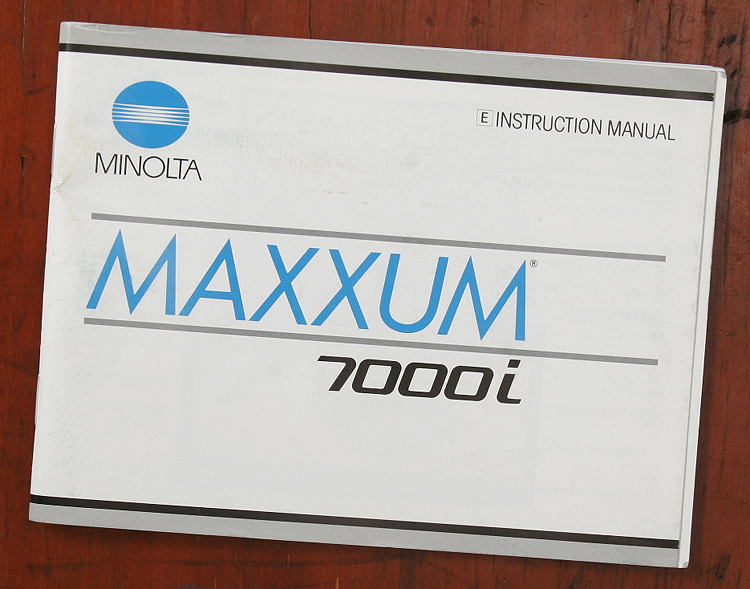 MINOLTA
E INSTRUCTION MANUAL
MAXXUM®
7000i